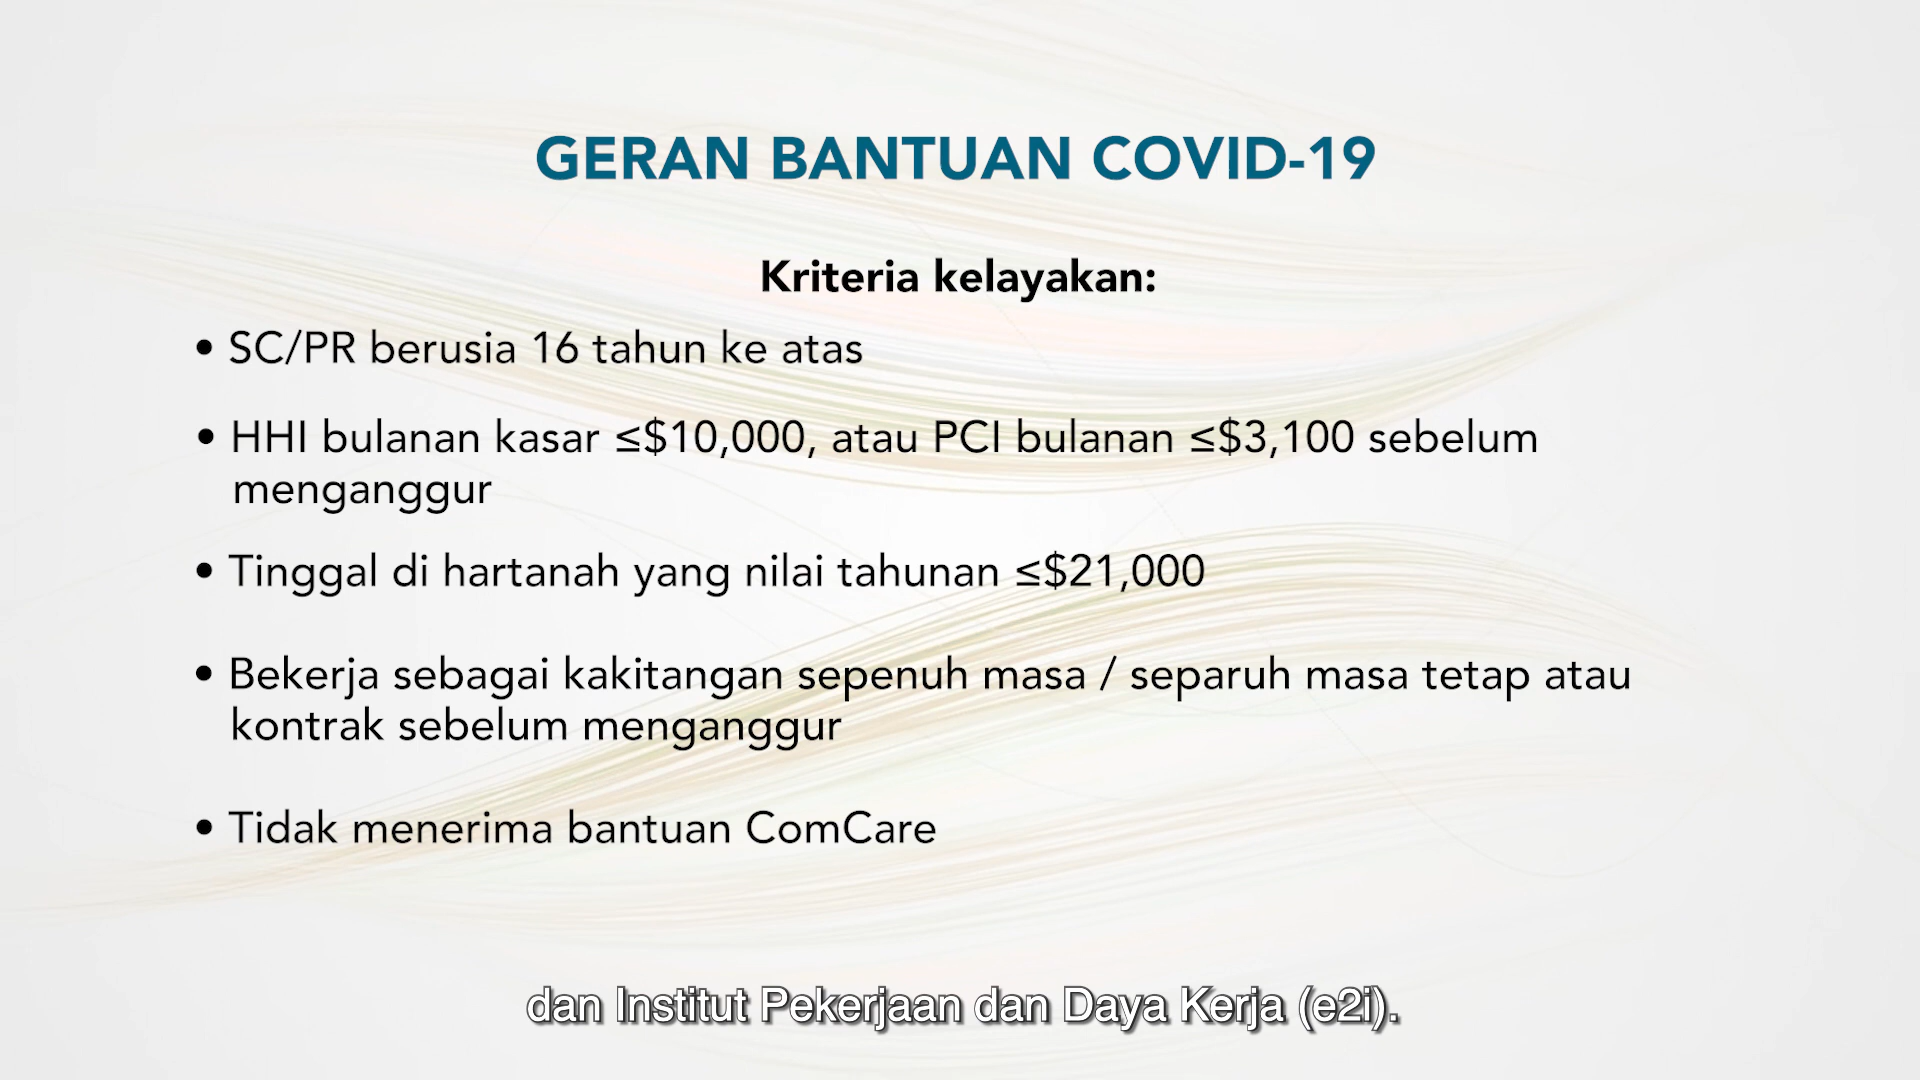 GERAN BANTUAN COVID-19
Kriteria kelayakan:
• SC/PR berusia 16 tahun ke atas
• HHI bulanan kasar ≤$10,000, atau PCI bulanan ≤$3,100 sebelum
menganggur
• Tinggal di hartanah yang nilai tahunan ≤$21,000
• Bekerja sebagai kakitangan sepenuh masa / separuh masa tetap atau
kontrak sebelum menganggur
• Tidak menerima bantuan ComCare
dan Institut Pekerjaan dan Daya Kerja (e2i).